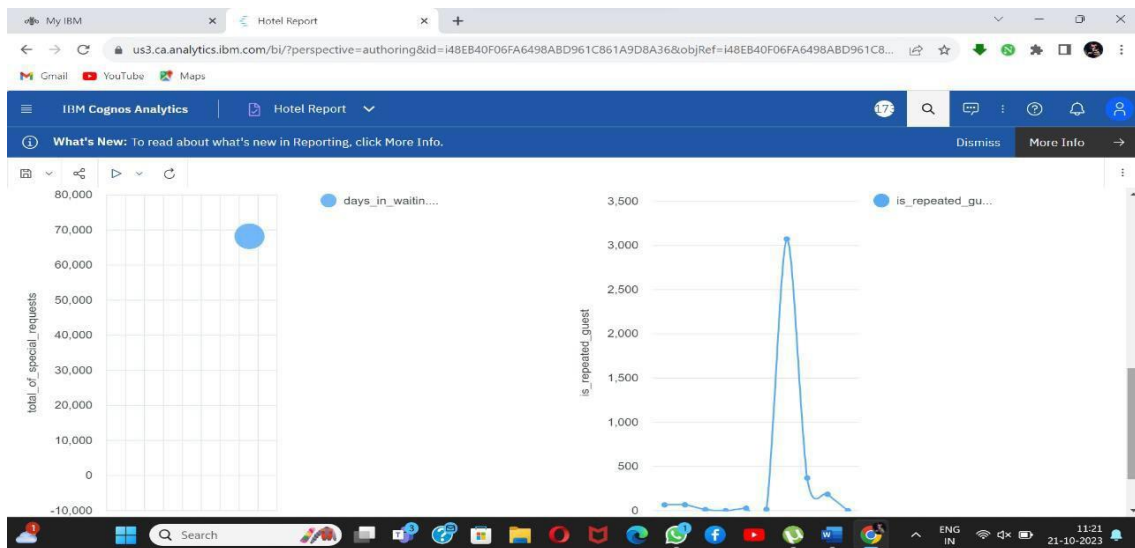 My IBM
Hotel Report
us3.ca.analytics.ibm.com/bi/?perspective=authoring&id=i48EB40F06FA6498ABD961C861A9D8A36&objRef=i48EB40F06FA6498ABD961C8...
Gmail YouTube Maps
IBM Cognos Analytics Hotel Report
What's New: To read about what's new in Reporting, click More Info. Dismiss More Info
80,000
70,000
60,000
50,000
40,000
30,000
20,000
10,000
0
-10,000
total_of_special_requests
days_in_waitin....
3,500
3,000
2,500
2,000
1,500
1,000
500
0
is_repeated_guest
is_repeated_gu...
1
Search
ENG
IN
11:21
21-10-2023